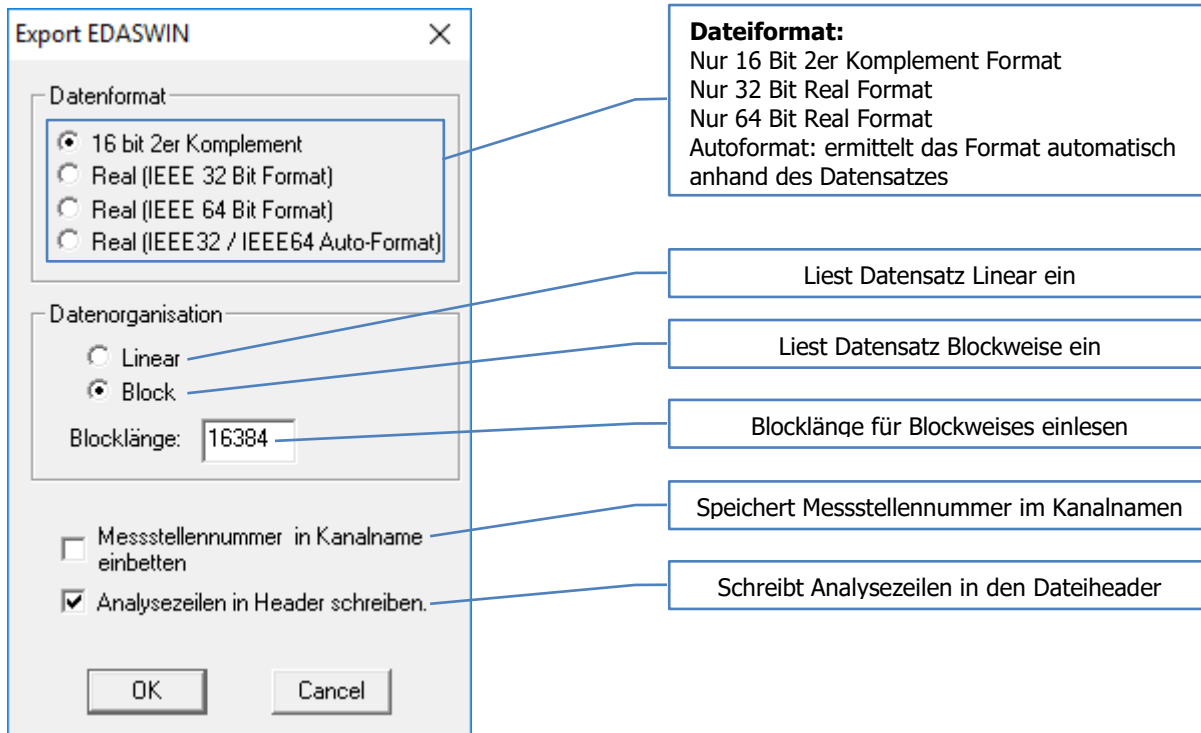 Export EDASWIN
Datenformat
16 bit 2er Komplement
Real (IEEE 32 Bit Format)
Real (IEEE 64 Bit Format)
Real (IEEE32 / IEEE64 Auto-Format)
Datenorganisation
Linear
Block
Blocklänge: 16384
Messstellennummer in Kanalname
einbetten
Analysezeilen in Header schreiben.
OK Cancel
Dateiformat:
Nur 16 Bit 2er Komplement Format
Nur 32 Bit Real Format
Nur 64 Bit Real Format
Autoformat: ermittelt das Format automatisch
anhand des Datensatzes
Liest Datensatz Linear ein
Liest Datensatz Blockweise ein
Blocklänge für Blockweises einlesen
Speichert Messstellennummer im Kanalnamen
Schreibt Analysezeilen in den Dateiheader